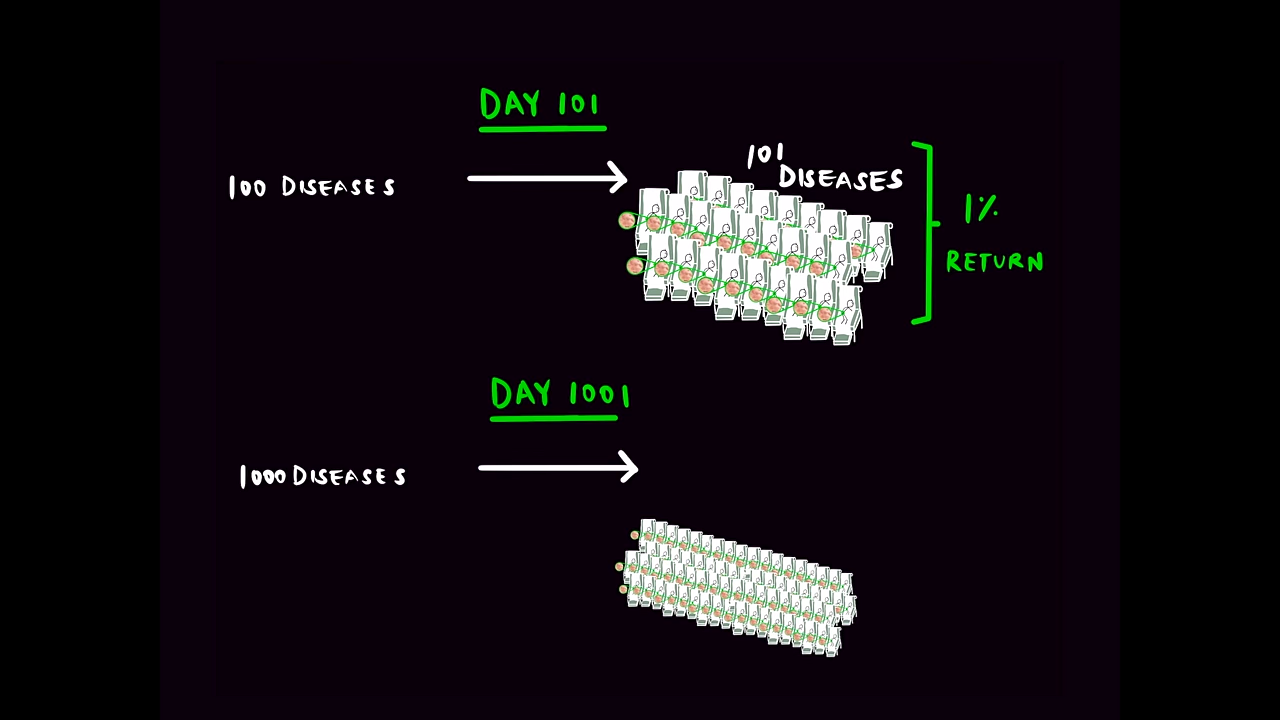 DAY 101
100 DISEASES
101
DISEASES
1%
RETURN
DAY 1001
1000 DISEASES